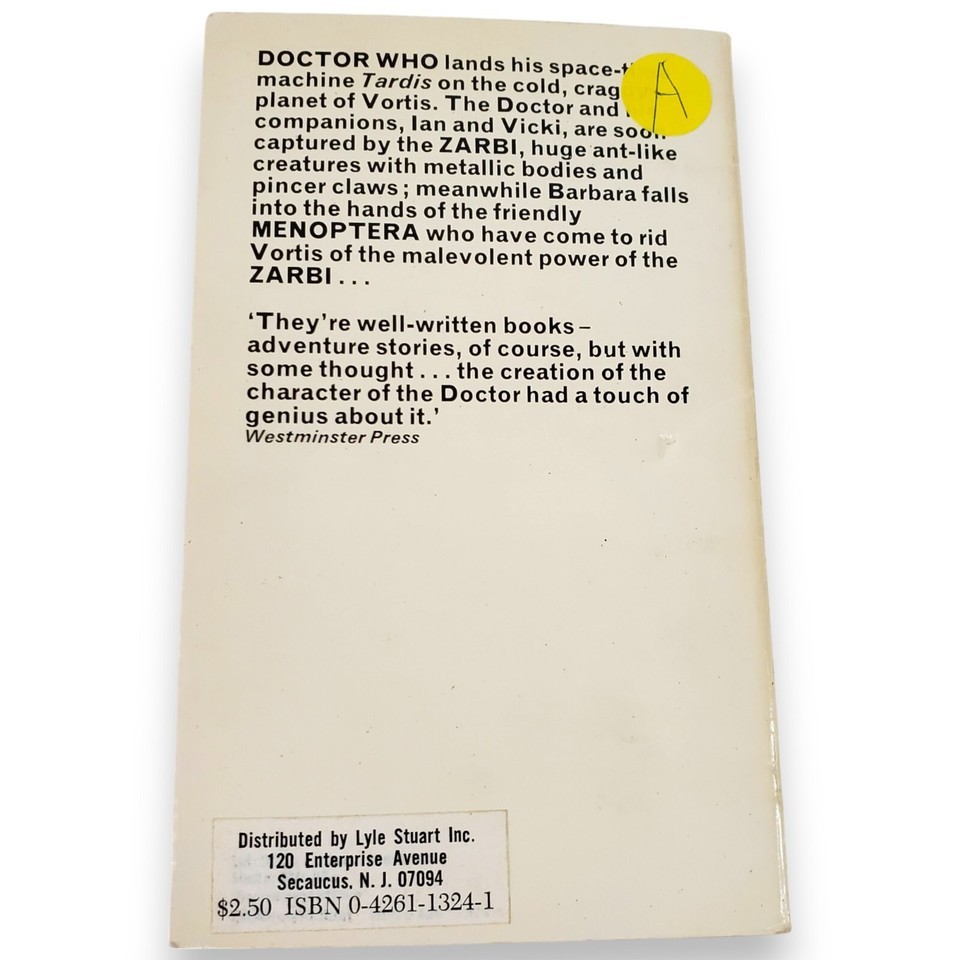 DOCTOR WHO lands his space-
machine Tardis on the cold,
planet of Vortis. The Doctor and
companions, Ian and Vicki, are soon
captured by the ZARBI, huge ant-like
creatures with metallic bodies and
pincer claws; meanwhile Barbara falls
into the hands of the friendly
MENOPTERA who have come to rid
Vortis of the malevolent power of the
ZARBI...
'They're well-written books –
adventure stories, of course, but with
some thought... the creation of the
character of the Doctor had a touch of
genius about it.'
Westminster Press
A
Distributed by Lyle Stuart Inc.
120 Enterprise Avenue
Secaucus, N. J. 07094
$2.50 ISBN 0-4261-1324-1